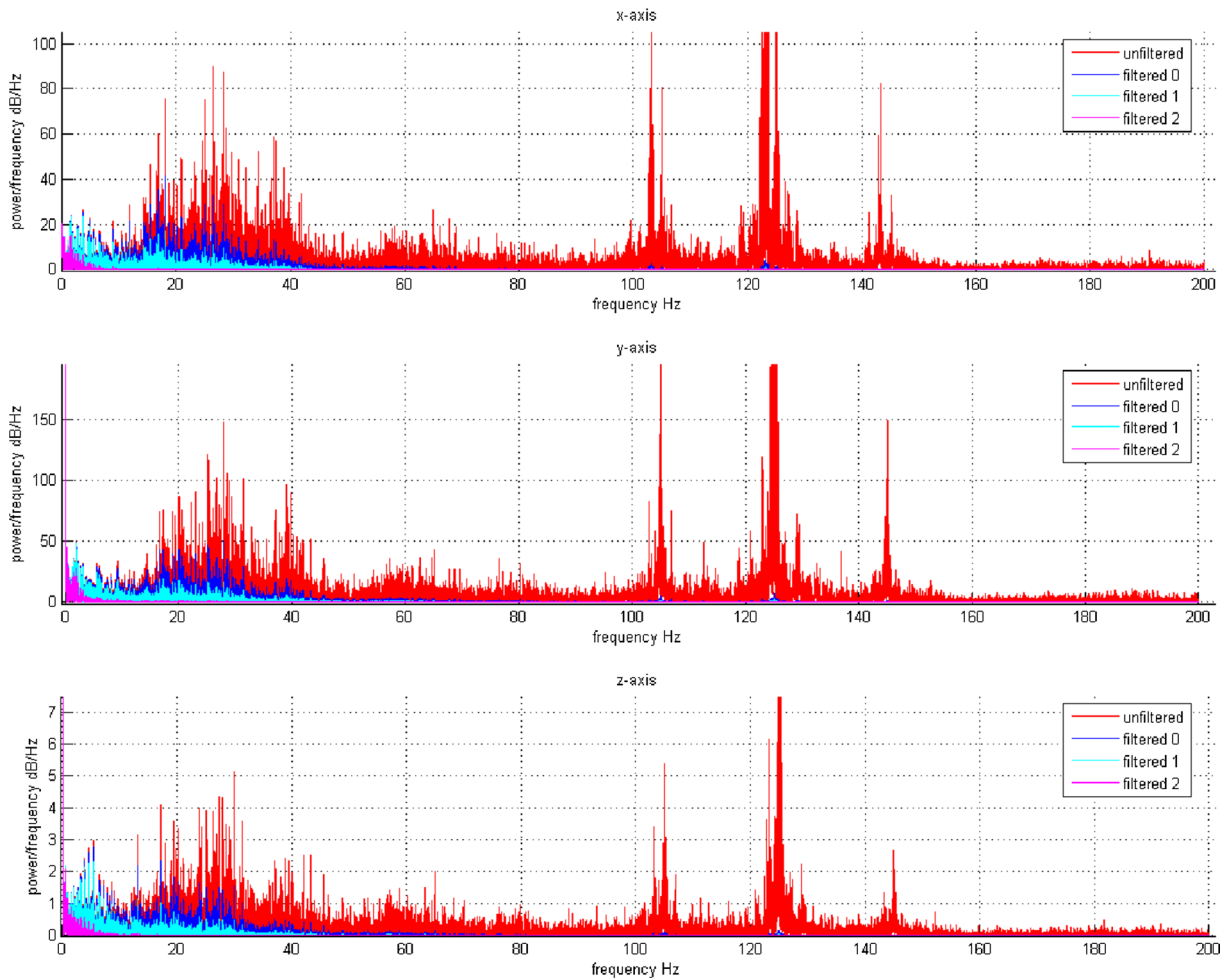 x-axis
power/frequency dB/Hz
100
80
60
40
20
0
unfiltered
filtered 0
filtered 1
filtered 2
0 20 40 60 80 100 120 140 160 180 200
frequency Hz
y-axis
power/frequency dB/Hz
150
100
50
0
unfiltered
filtered 0
filtered 1
filtered 2
0 20 40 60 80 100 120 140 160 180 200
frequency Hz
z-axis
power/frequency dB/Hz
7
6
5
4
3
2
1
0
unfiltered
filtered 0
filtered 1
filtered 2
0 20 40 60 80 100 120 140 160 180 200
frequency Hz